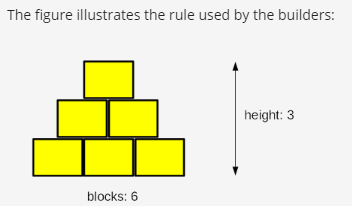 The figure illustrates the rule used by the builders:
height: 3
blocks: 6